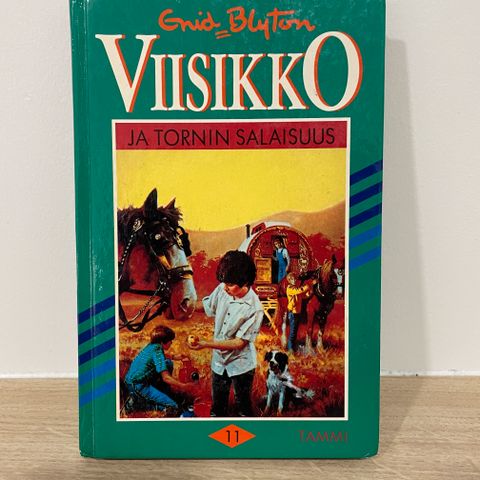 Enid Blyton
VIISIKKO
JA TORNIN SALAISUUS
11
TAMMI